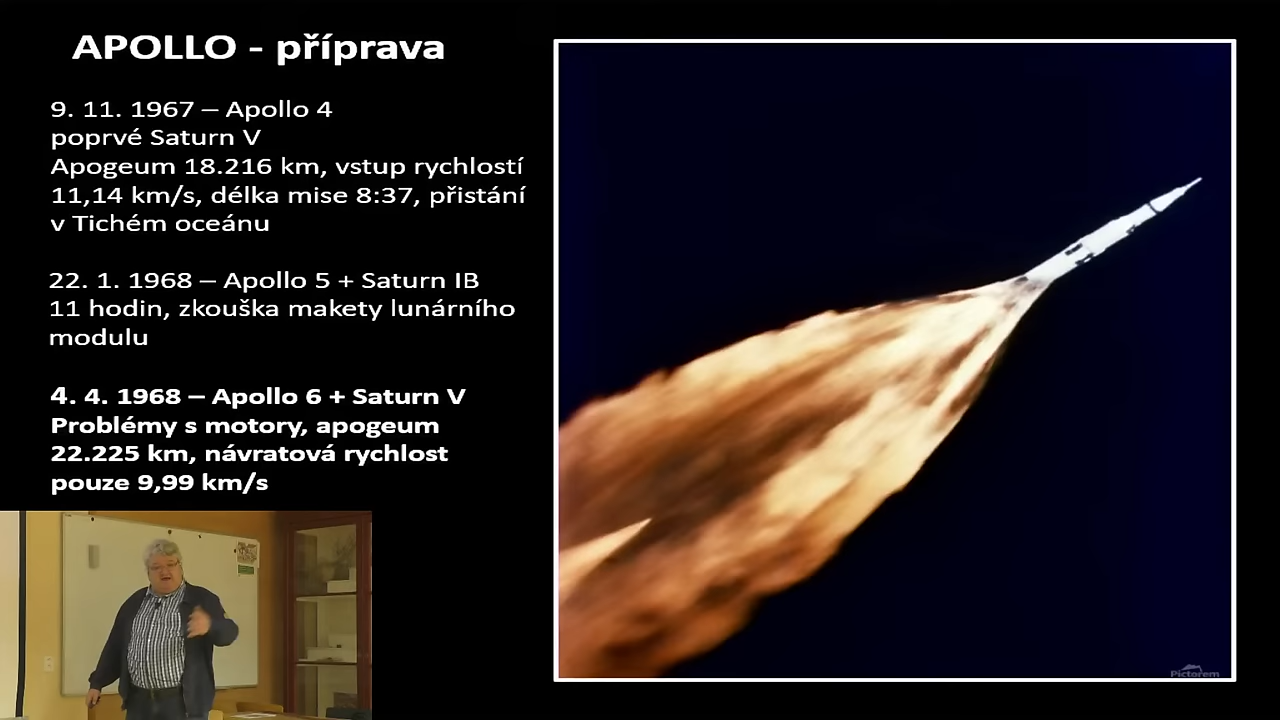 APOLLO - příprava
9. 11. 1967 – Apollo 4
poprvé Saturn V
Apogeum 18.216 km, vstup rychlostí
11,14 km/s, délka mise 8:37, přistání
v Tichém oceánu
22. 1. 1968 – Apollo 5 + Saturn IB
11 hodin, zkouška makety lunárního
modulu
4. 4. 1968 – Apollo 6 + Saturn V
Problémy s motory, apogeum
22.225 km, návratová rychlost
pouze 9,99 km/s
Pictorem